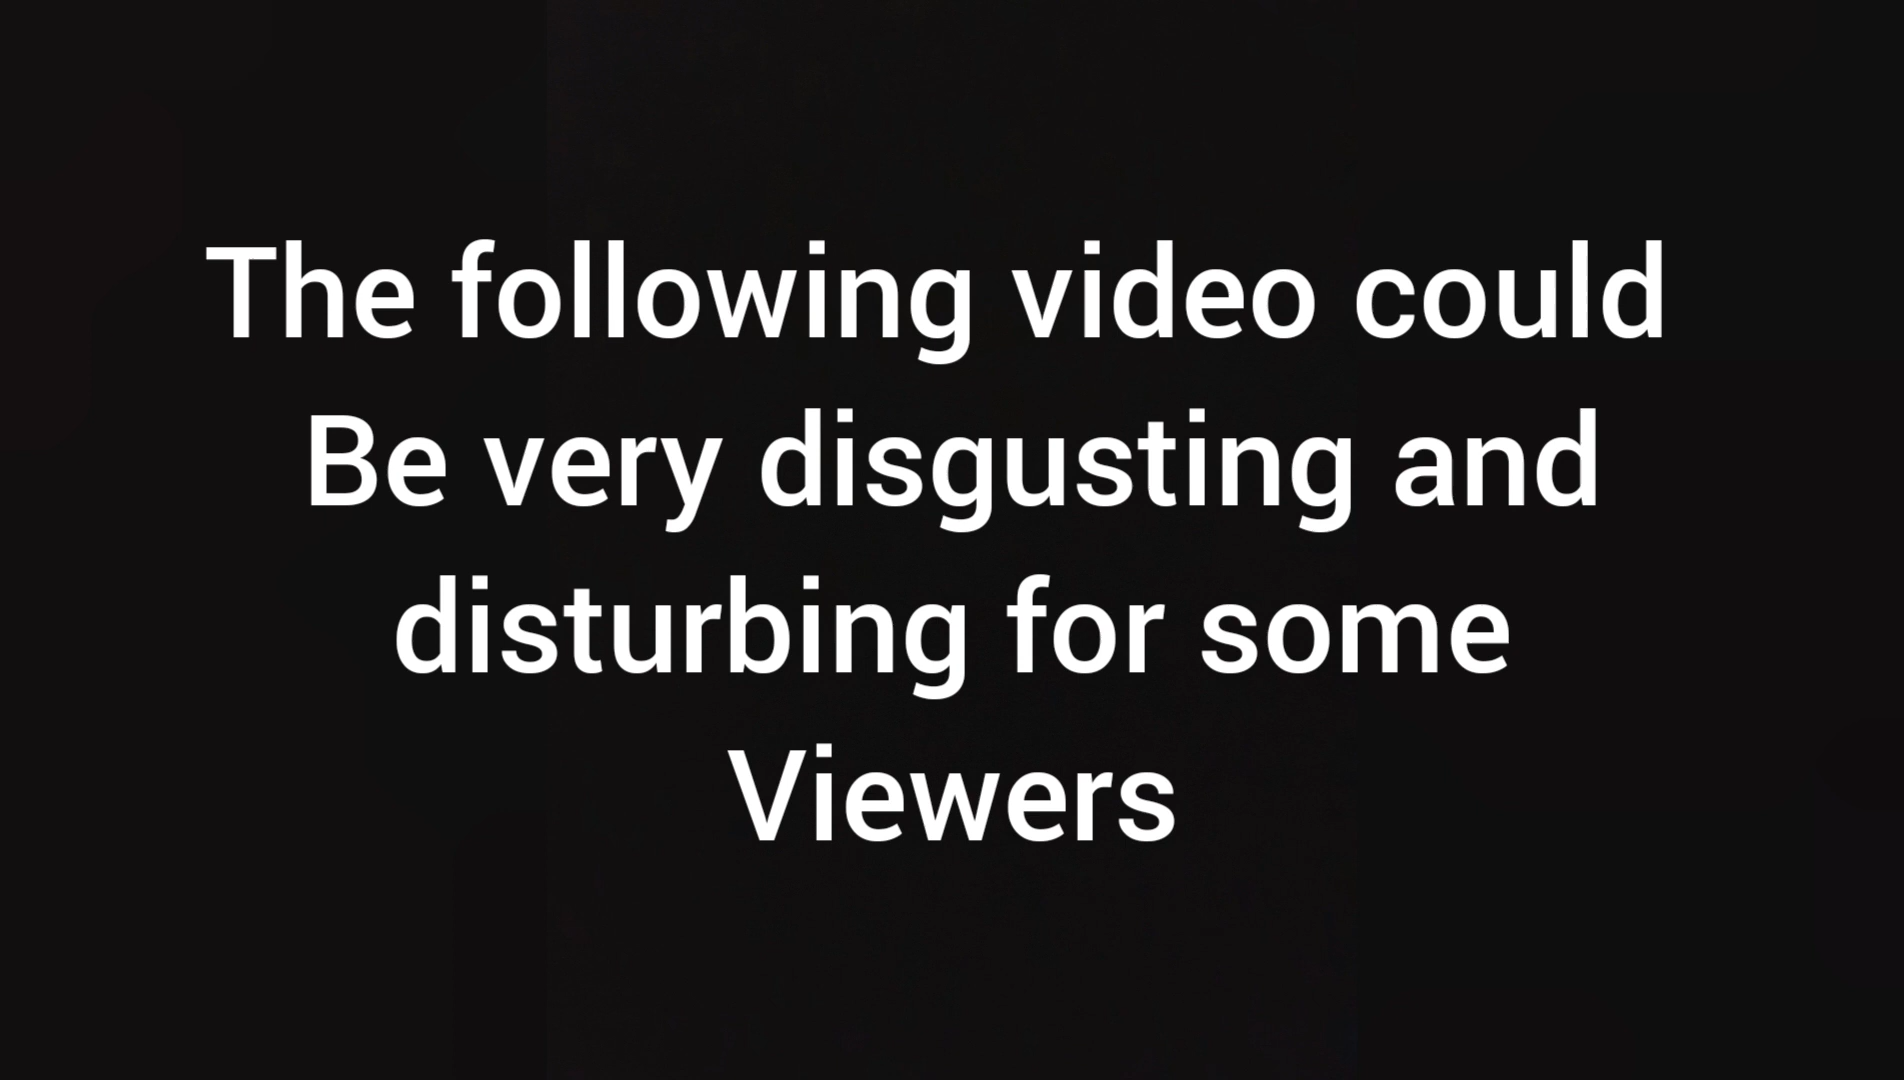 The following video could
Be very disgusting and
disturbing for some
Viewers